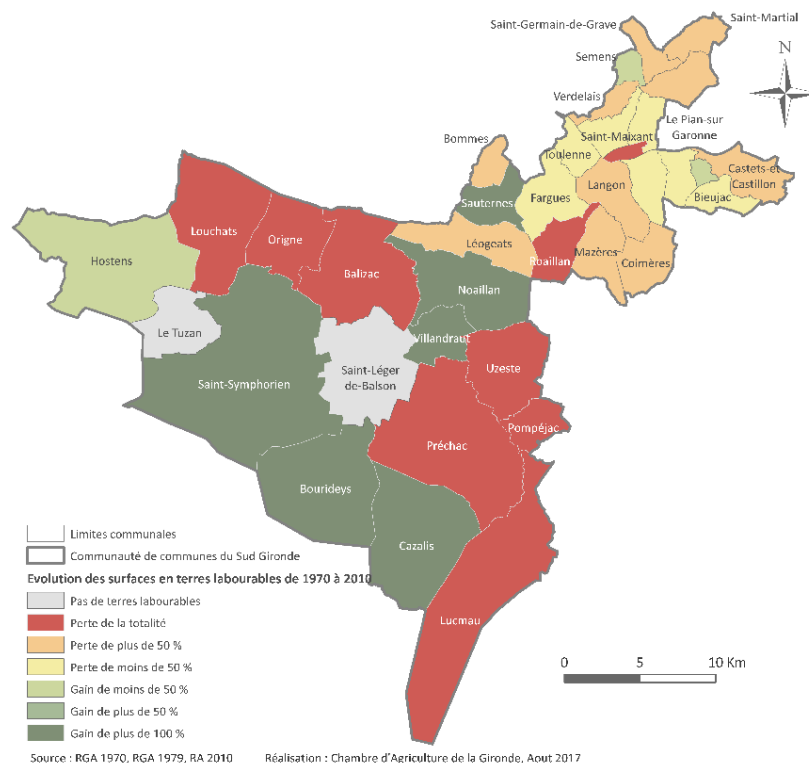 Saint-Germain-de-Grave
Saint-Martial
Semens
N
Verdelais
Le Pian-sur
Garonne
Saint-Maixant
Bommes
Toulenne
Castets-et
Castillon
Sauternes
Fargues
Langon
Bieujac
Louchats
Origne
Léogeats
Hostens
Balizac
Roaillan
Mazères
Coimères
Noaillan
Le Tuzan
Villandraut
Saint-Symphorien
Saint-Léger
de-Balson
Uzeste
Pompéjac
Préchac
Bourideys
Cazalis
Lucmau
Limites communales
Communauté de communes du Sud Gironde
Evolution des surfaces en terres labourables de 1970 à 2010
Pas de terres labourables
Perte de la totalité
Perte de plus de 50 %
Perte de moins de 50 %
Gain de moins de 50 %
Gain de plus de 50 %
Gain de plus de 100 %
0 5 10 Km
Source : RGA 1970, RGA 1979, RA 2010 Réalisation : Chambre d'Agriculture de la Gironde, Aout 2017